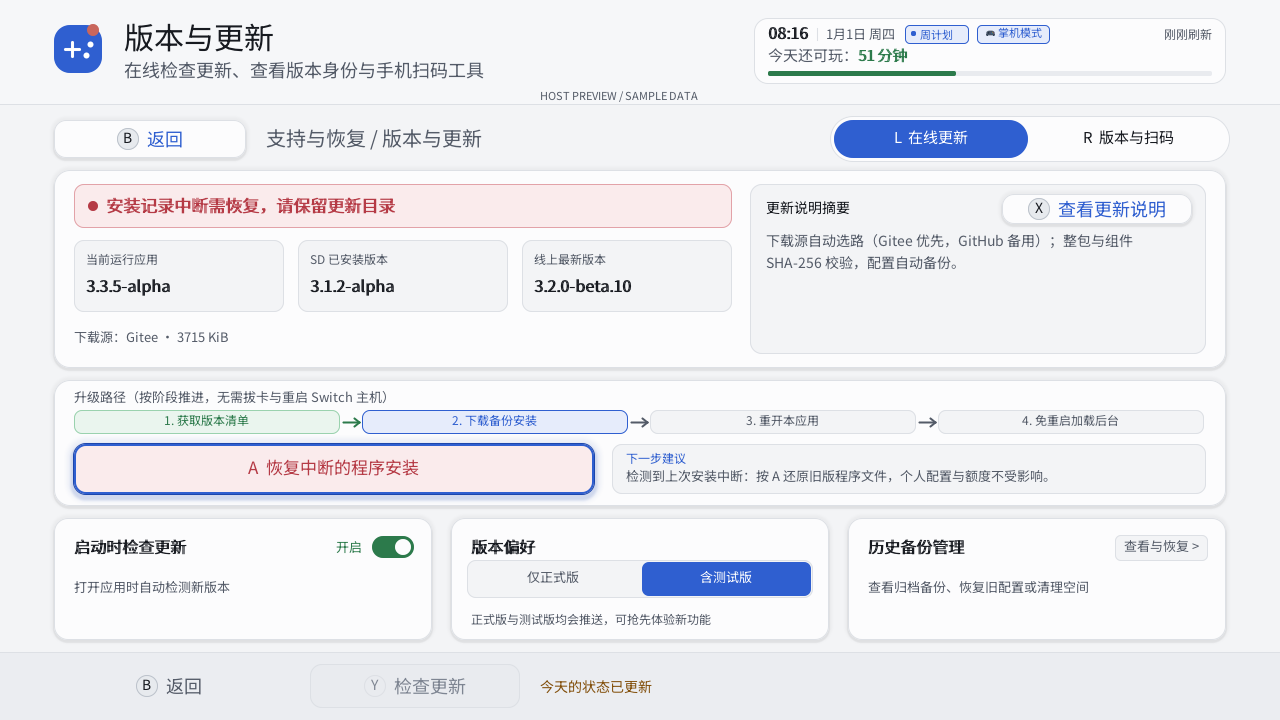 版本与更新
在线检查更新、查看版本身份与手机扫码工具
08:16 1月1日 周四 周计划 掌机模式 刚刚刷新
今天还可玩：51 分钟
HOST PREVIEW / SAMPLE DATA
B 返回 支持与恢复 / 版本与更新 L 在线更新 R 版本与扫码
安装记录中断需恢复，请保留更新目录
当前运行应用
3.3.5-alpha
SD 已安装版本
3.1.2-alpha
线上最新版本
3.2.0-beta.10
下载源：Gitee · 3715 KiB
更新说明摘要 X 查看更新说明
下载源自动选路（Gitee 优先，GitHub 备用）；整包与组件
SHA-256 校验，配置自动备份。
升级路径（按阶段推进，无需拔卡与重启 Switch 主机）
1. 获取版本清单 2. 下载备份安装 3. 重开本应用 4. 免重启加载后台
A 恢复中断的程序安装
下一步建议
检测到上次安装中断：按 A 还原旧版程序文件，个人配置与额度不受影响。
启动时检查更新 开启
打开应用时自动检测新版本
版本偏好
仅正式版 含测试版
正式版与测试版均会推送，可抢先体验新功能
历史备份管理 查看与恢复 >
查看归档备份、恢复旧配置或清理空间
B 返回 Y 检查更新 今天的状态已更新